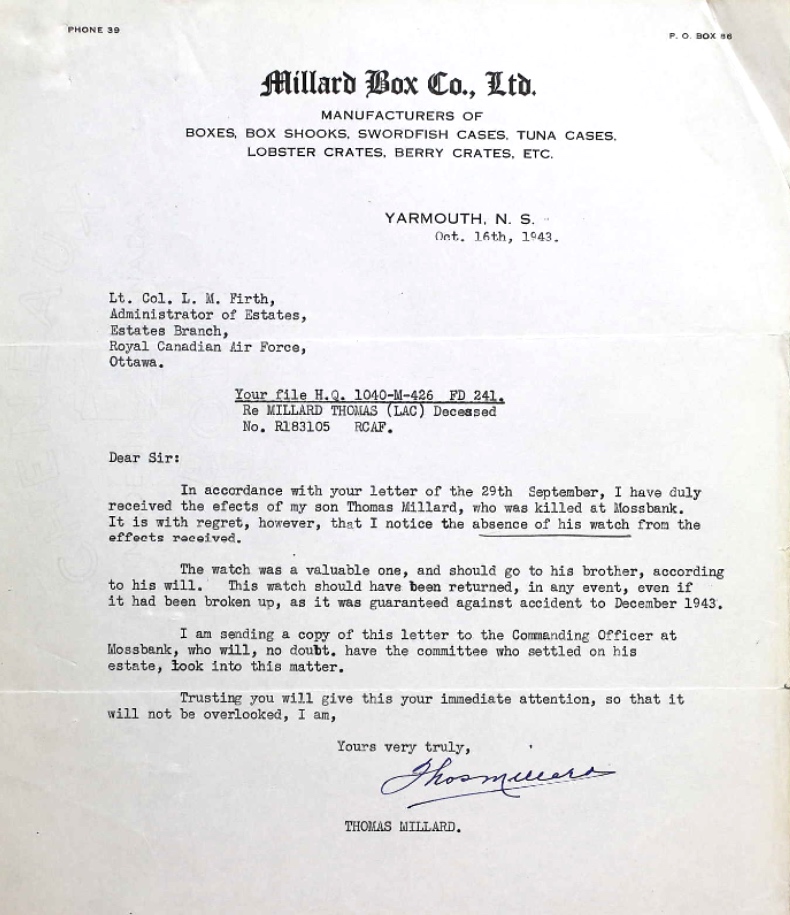 PHONE 39
P. O. BOX 66
Millard Box Co., Ltd.
MANUFACTURERS OF
BOXES, BOX SHOOKS, SWORDFISH CASES, TUNA CASES,
LOBSTER CRATES, BERRY CRATES, ETC.
YARMOUTH, N. S.
Oct. 16th, 1943.
Lt. Col. L. M. Firth,
Administrator of Estates,
Estates Branch,
Royal Canadian Air Force,
Ottawa.
Your file H.Q. 1040-M-426 FD 241.
Re MILLARD THOMAS (LAC) Deceased
No. R183105 RCAF.
Dear Sir:
In accordance with your letter of the 29th September, I have duly
received the efects of my son Thomas Millard, who was killed at Mossbank.
It is with regret, however, that I notice the absence of his watch from the
effects received.
The watch was a valuable one, and should go to his brother, according
to his will. This watch should have been returned, in any event, even if
it had been broken up, as it was guaranteed against accident to December 1943.
I am sending a copy of this letter to the Commanding Officer at
Mossbank, who will, no doubt. have the committee who settled on his
estate, look into this matter.
Trusting you will give this your immediate attention, so that it
will not be overlooked, I am,
Yours very truly,
Thos Millard
THOMAS MILLARD.